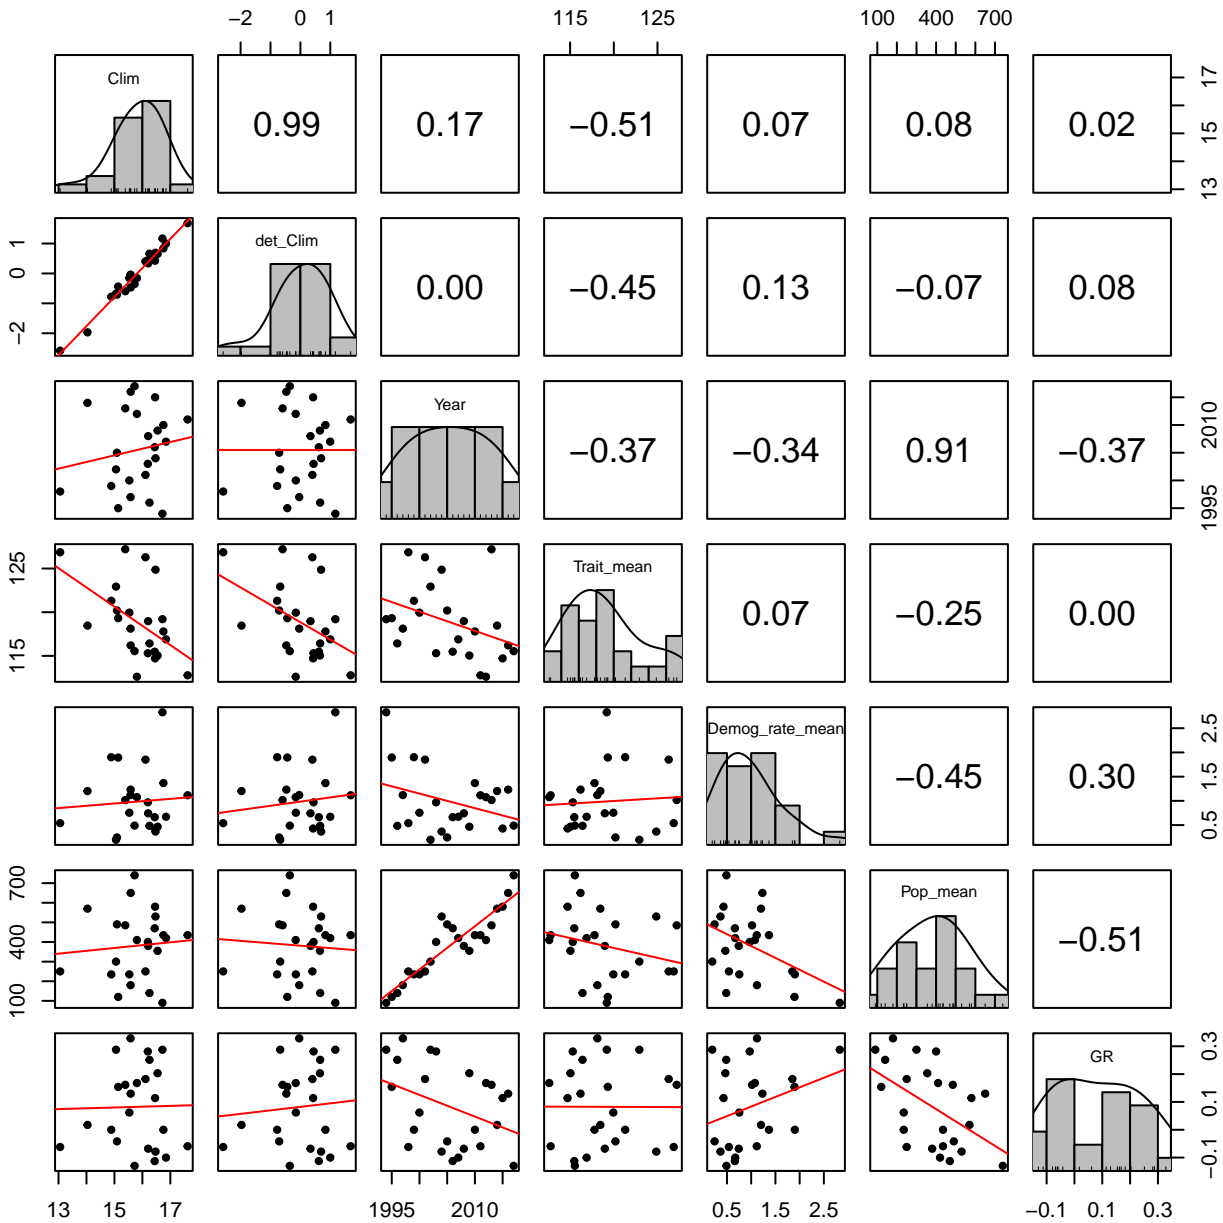 −2 0 1 115 125 100 400 700
Clim 0.99 0.17 −0.51 0.07 0.08 0.02 13 15 17
−2 0 1 det_Clim 0.00 −0.45 0.13 −0.07 0.08
Year −0.37 −0.34 0.91 −0.37 1995 2010
115 125 Trait_mean 0.07 −0.25 0.00
Demog_rate_mean −0.45 0.30 0.5 1.5 2.5
100 400 700 Pop_mean −0.51
GR −0.1 0.1 0.3
13 15 17 1995 2010 0.5 1.5 2.5 −0.1 0.1 0.3